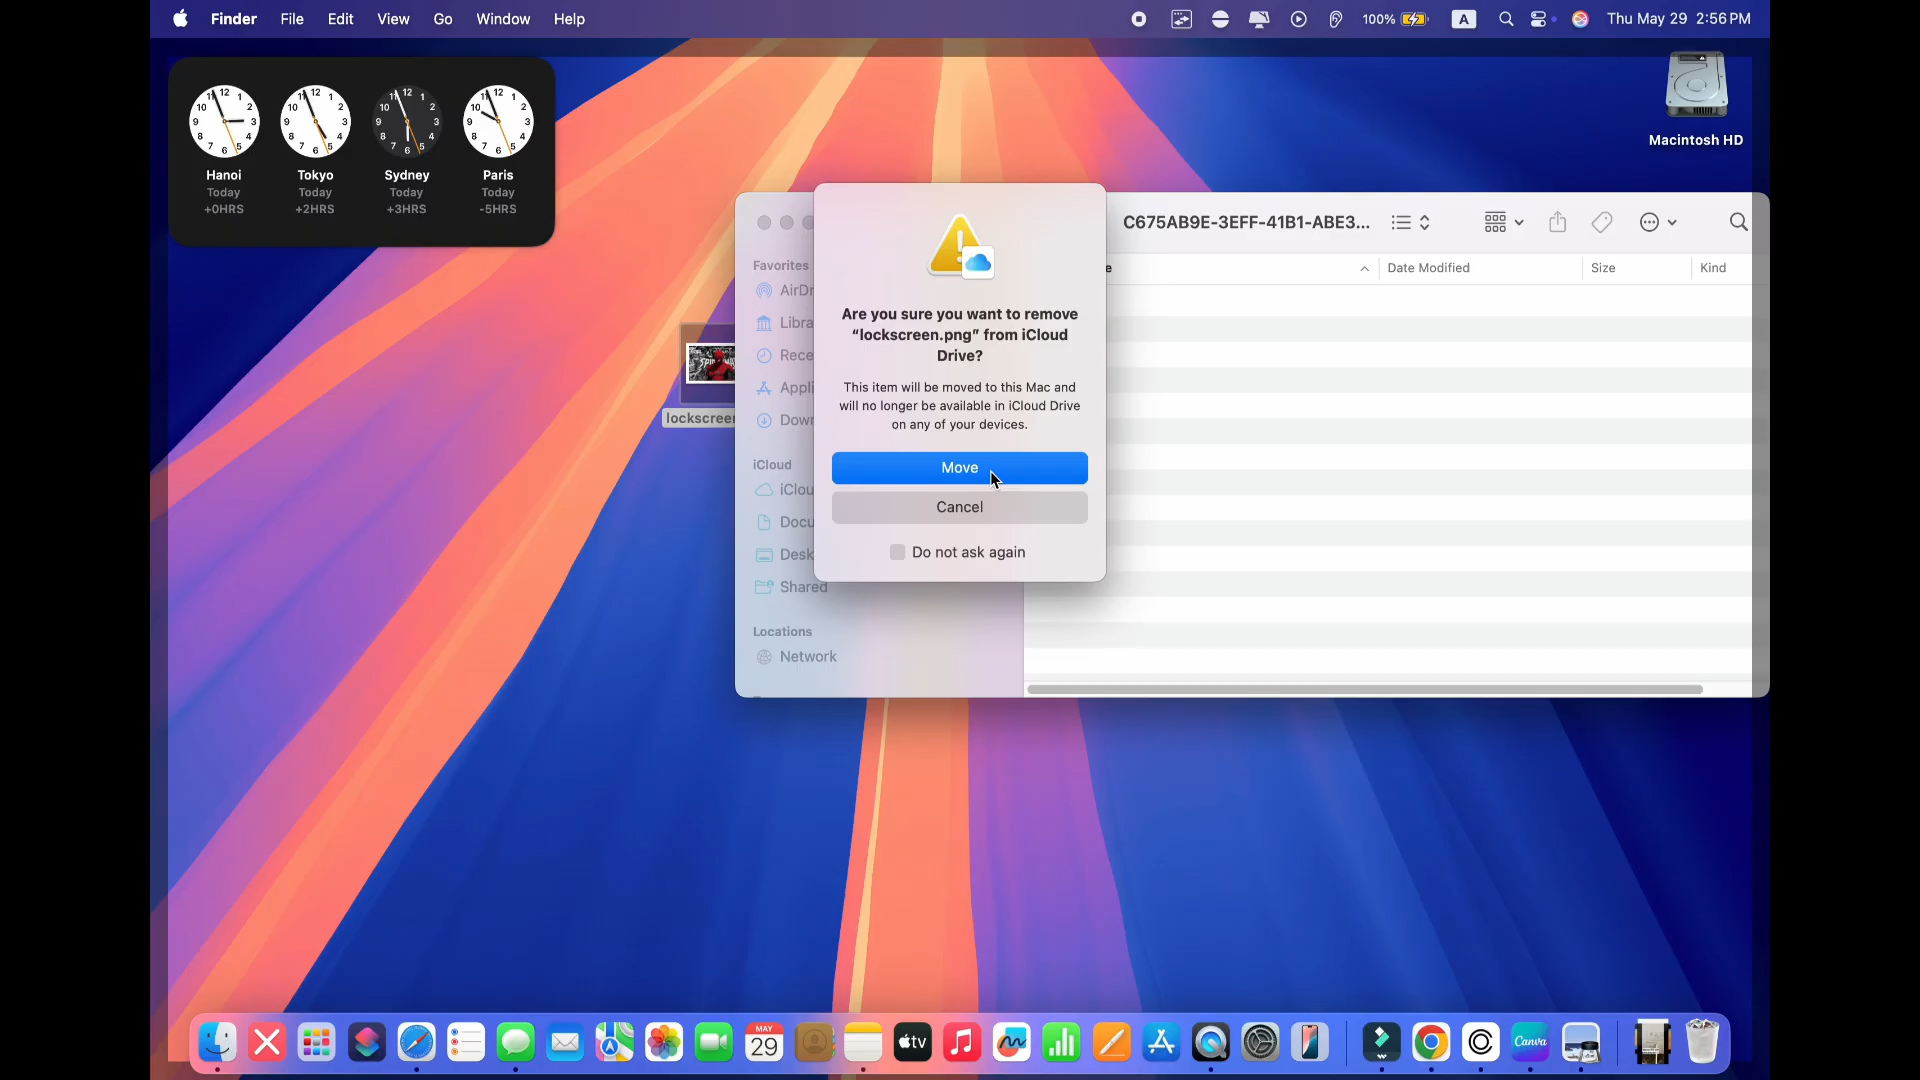 Finder File Edit View Go Window Help
100% A Thu May 29 2:56 PM
Hanoi Tokyo Sydney Paris
Today Today Today Today
+0HRS +2HRS +3HRS -5HRS
Macintosh HD
lockscreen
C675AB9E-3EFF-41B1-ABE3...
Date Modified Size Kind
Favorites
AirDr
Libra
Rece
Appli
Down
iCloud
iClou
Docu
Desk
Shared
Locations
Network
Are you sure you want to remove
“lockscreen.png” from iCloud
Drive?
This item will be moved to this Mac and
will no longer be available in iCloud Drive
on any of your devices.
Move
Cancel
Do not ask again
MAY
29
tv
Canva